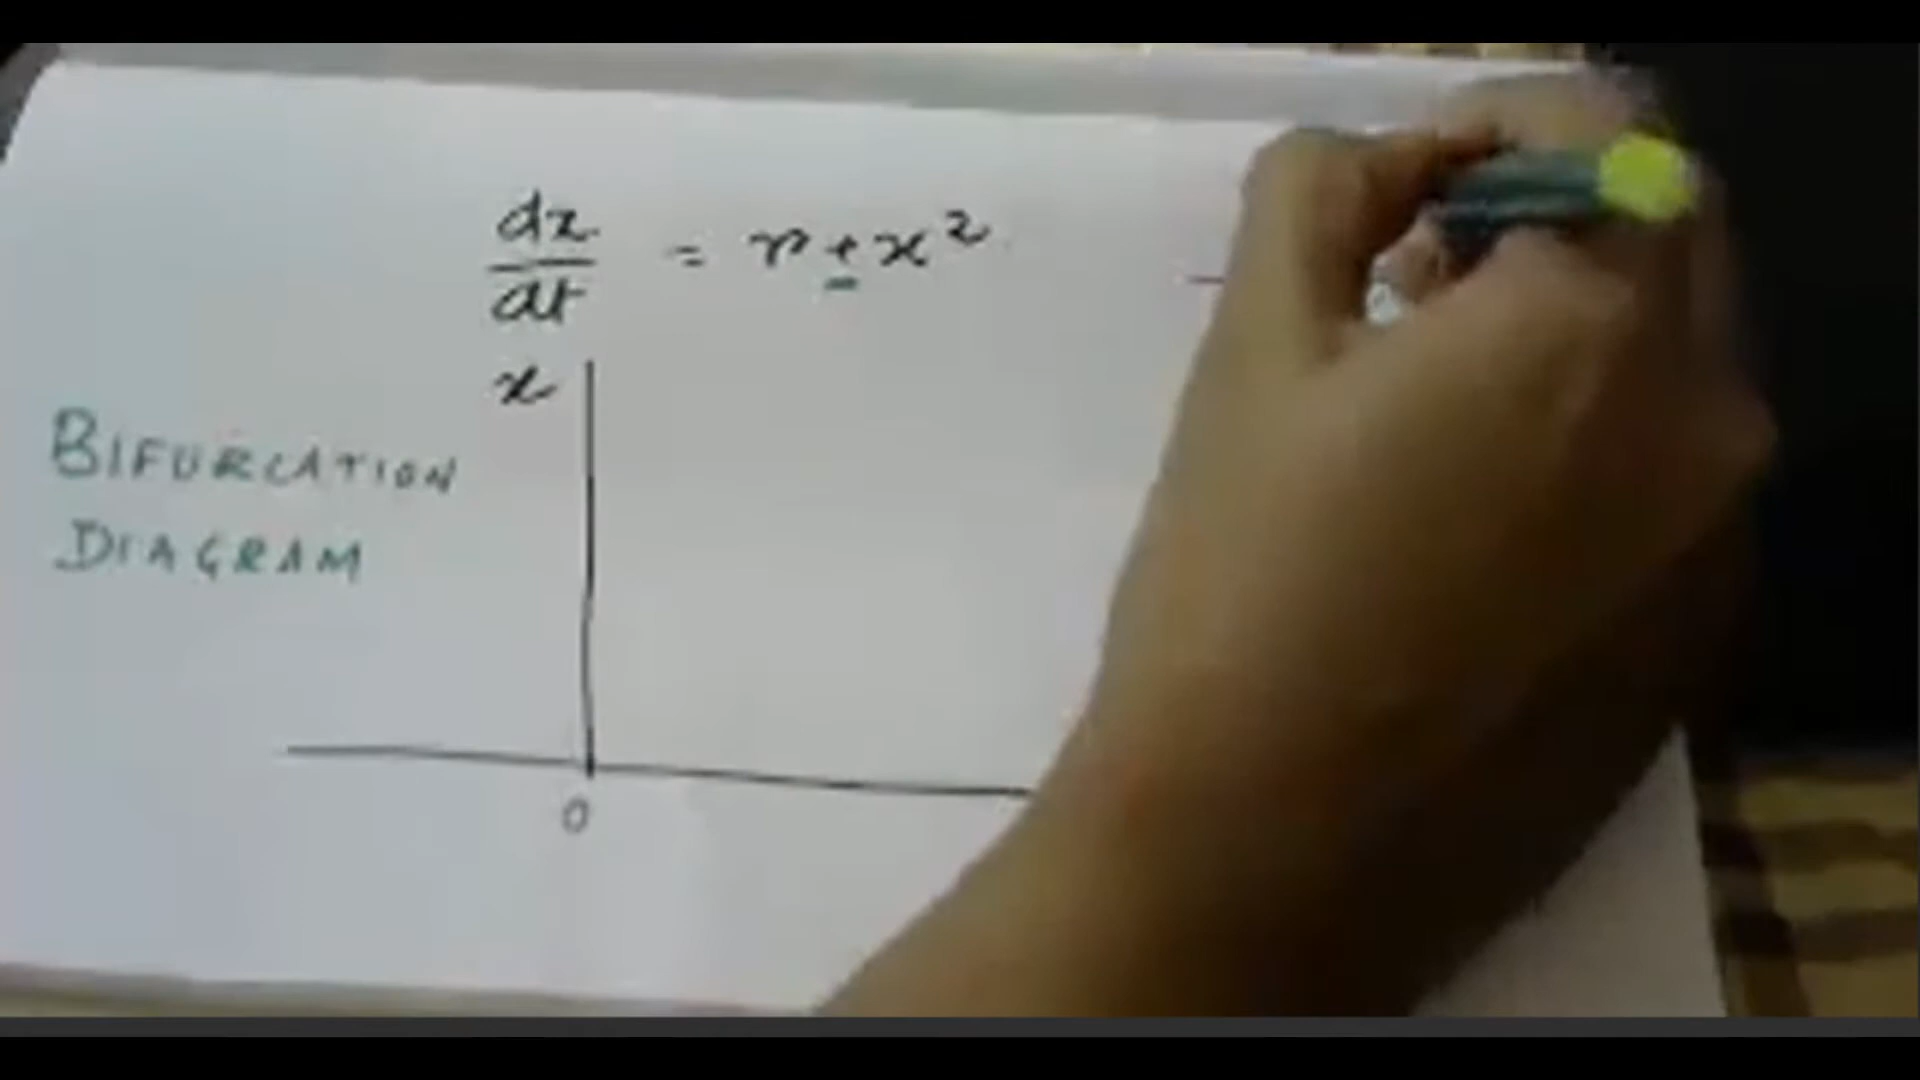 dx/dt = r + x²
x
BIFURCATION
DIAGRAM
0